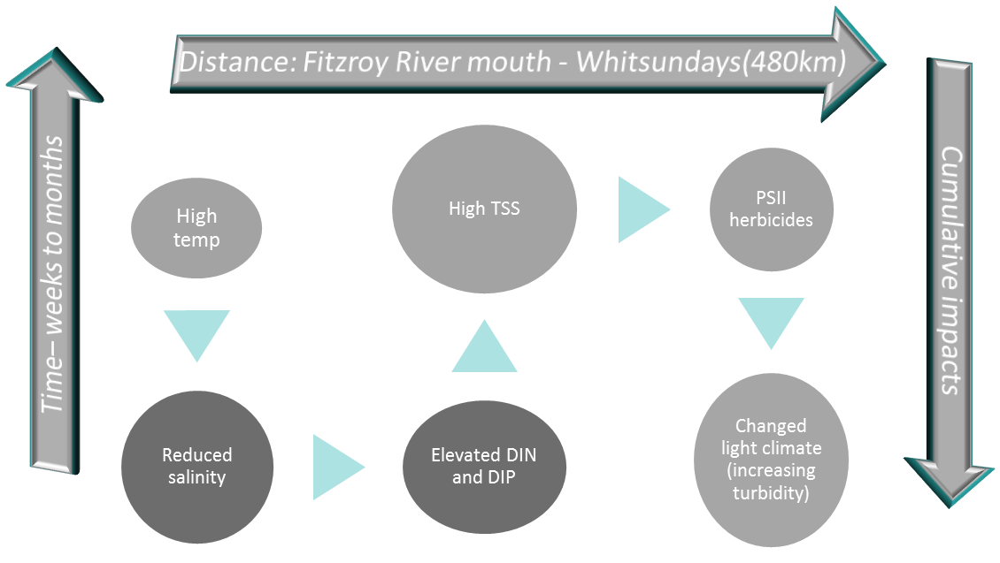 Distance: Fitzroy River mouth - Whitsundays(480km)
Time– weeks to months
High
temp
High TSS
PSII
herbicides
Cumulative impacts
Reduced
salinity
Elevated DIN
and DIP
Changed
light climate
(increasing
turbidity)